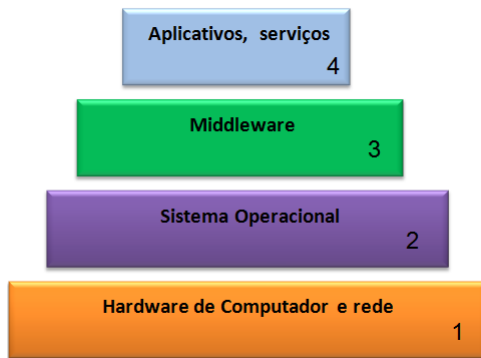 Aplicativos, serviços
4
Middleware
3
Sistema Operacional
2
Hardware de Computador e rede
1